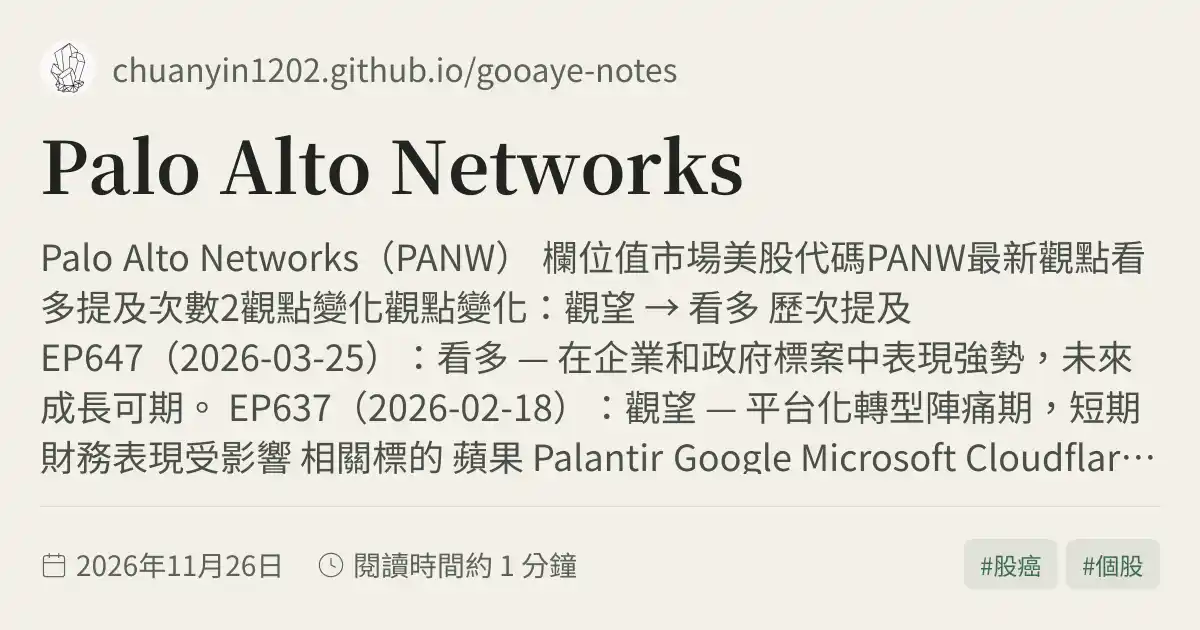 chuanyin1202.github.io/gooaye-notes
Palo Alto Networks
Palo Alto Networks（PANW） 欄位值市場美股代碼PANW最新觀點看
多提及次數2觀點變化觀點變化：觀望 → 看多 歷次提及
EP647（2026-03-25）：看多 — 在企業和政府標案中表現強勢，未來
成長可期。 EP637（2026-02-18）：觀望 — 平台化轉型陣痛期，短期
財務表現受影響 相關標的 蘋果 Palantir Google Microsoft Cloudflar…
2026年11月26日 閱讀時間約 1 分鐘 #股癌 #個股